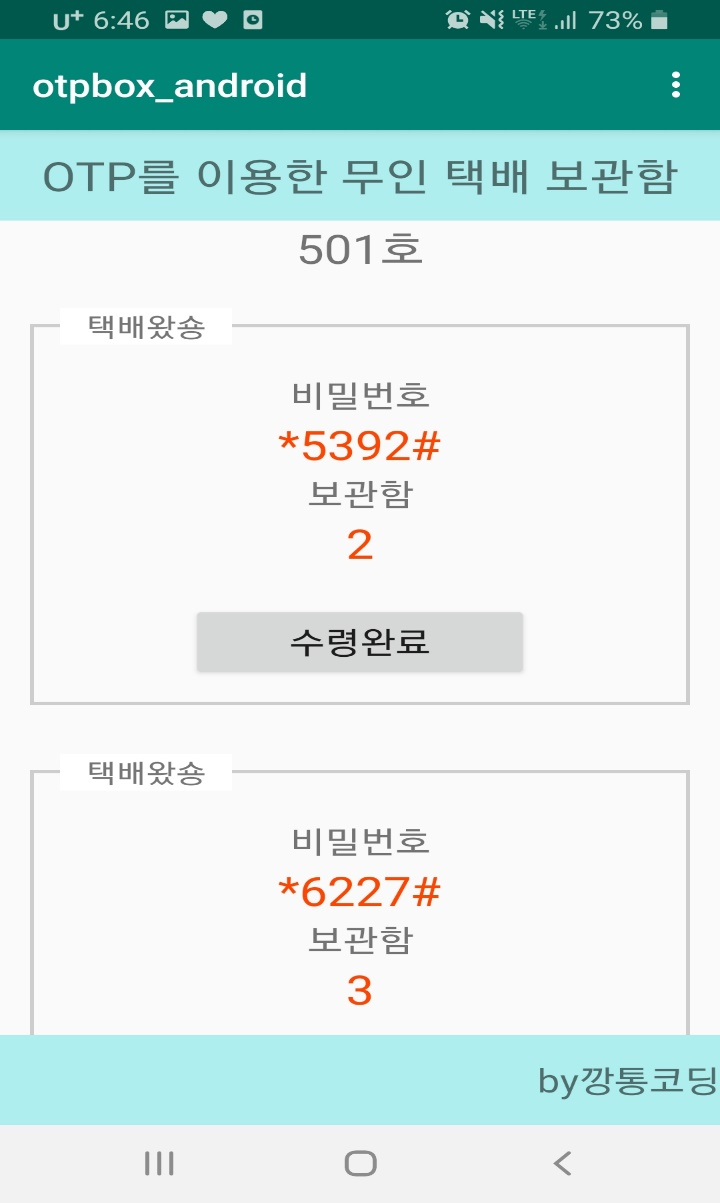 U+ 6:46 LTE 73%
otpbox_android
OTP를 이용한 무인 택배 보관함
501호
택배왔숑
비밀번호
*5392#
보관함
2
수령완료
택배왔숑
비밀번호
*6227#
보관함
3
by깡통코딩